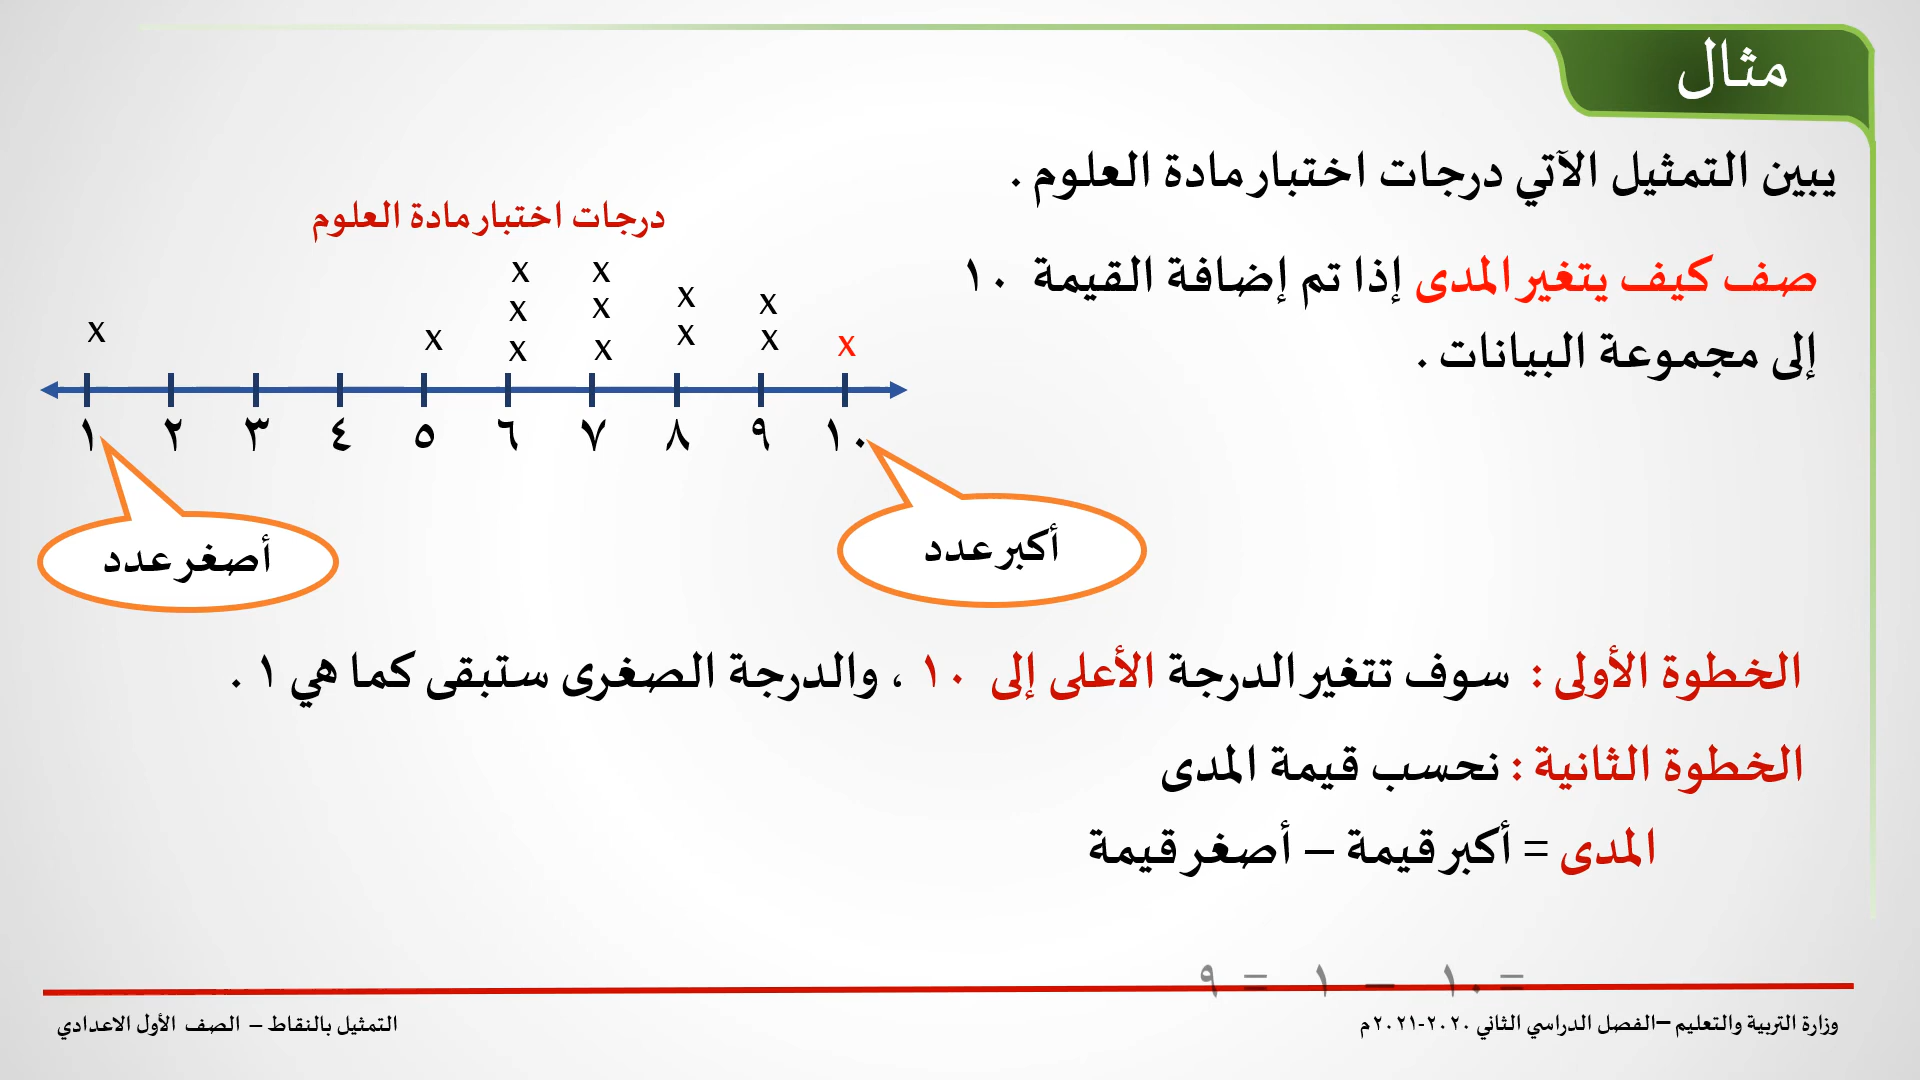 مثال
يبين التمثيل الآتي درجات اختبار مادة العلوم .
صف كيف يتغير المدى إذا تم إضافة القيمة ١٠
إلى مجموعة البيانات .
درجات اختبار مادة العلوم
x x x x
x x x x x x x
x x x
١ ٢ ٣ ٤ ٥ ٦ ٧ ٨ ٩ ١٠
أكبر عدد
أصغر عدد
الخطوة الأولى : سوف تتغير الدرجة الأعلى إلى ١٠ ، والدرجة الصغرى ستبقى كما هي ١ .
الخطوة الثانية : نحسب قيمة المدى
المدى = أكبر قيمة – أصغر قيمة
= ١٠ – ١ = ٩
وزارة التربية والتعليم –الفصل الدراسي الثاني ٢٠٢٠-٢٠٢١م
التمثيل بالنقاط – الصف الأول الاعدادي